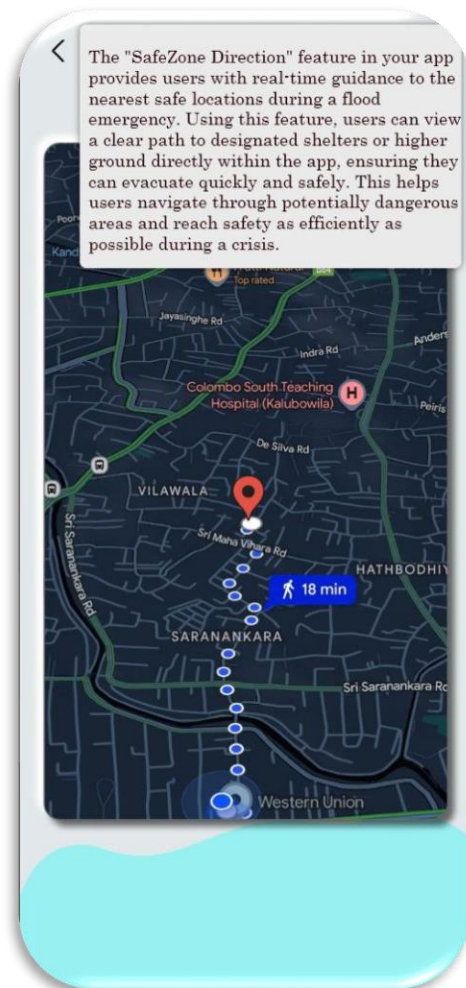 The "SafeZone Direction" feature in your app
provides users with real-time guidance to the
nearest safe locations during a flood
emergency. Using this feature, users can view
a clear path to designated shelters or higher
ground directly within the app, ensuring they
can evacuate quickly and safely. This helps
users navigate through potentially dangerous
areas and reach safety as efficiently as
possible during a crisis.
Top rated
Jayasinghe Rd
Indra Rd
Colombo South Teaching
Hospital (Kalubowila)
H
De Silva Rd
VILAWALA
Sri Maha Vihara Rd
18 min
SARANANKARA
Sri Saranankara Rd
Sri Saranankara Rd
Western Union